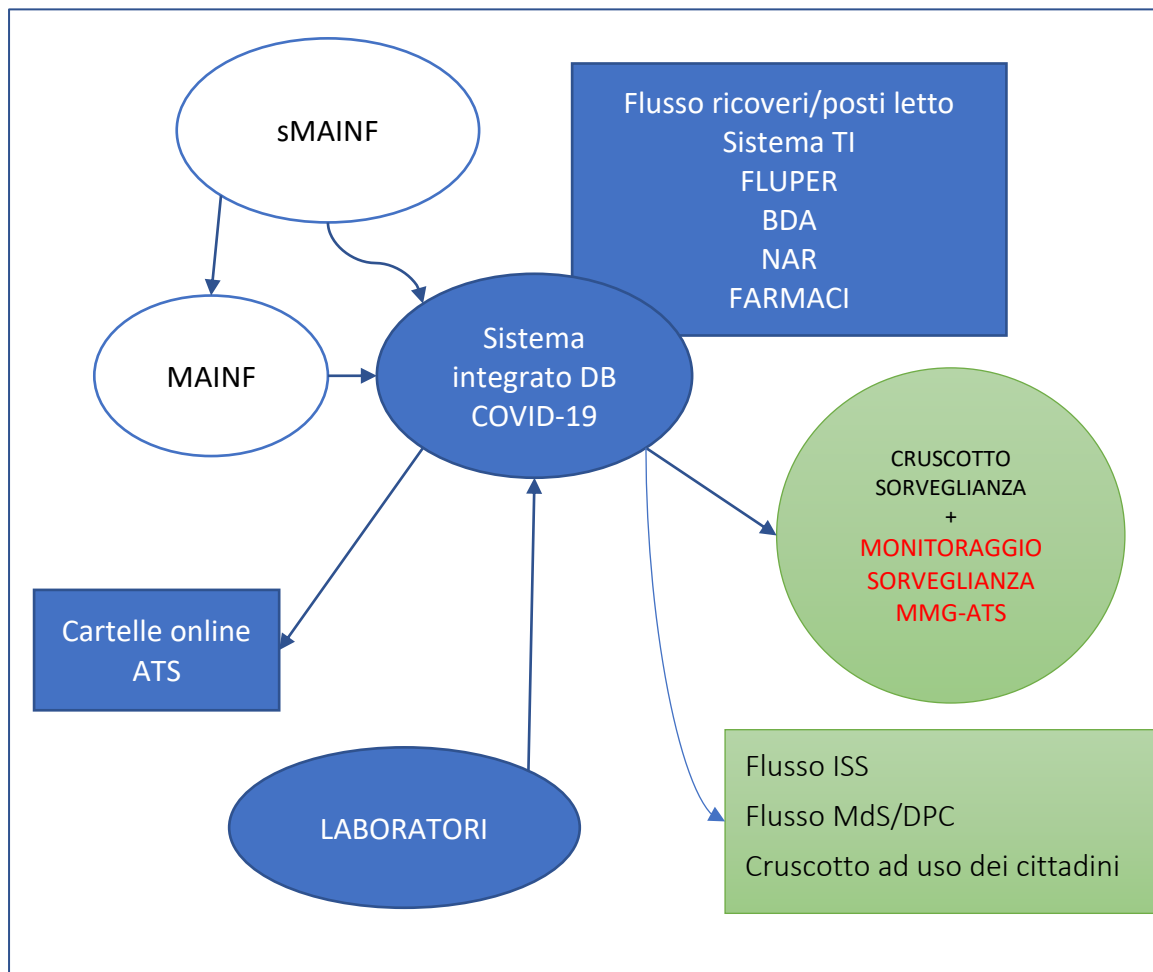 sMAINF
Flusso ricoveri/posti letto
Sistema TI
FLUPER
BDA
NAR
FARMACI
MAINF
Sistema
integrato DB
COVID-19
CRUSCOTTO
SORVEGLIANZA
+
MONITORAGGIO
SORVEGLIANZA
MMG-ATS
Cartelle online
ATS
LABORATORI
Flusso ISS
Flusso MdS/DPC
Cruscotto ad uso dei cittadini